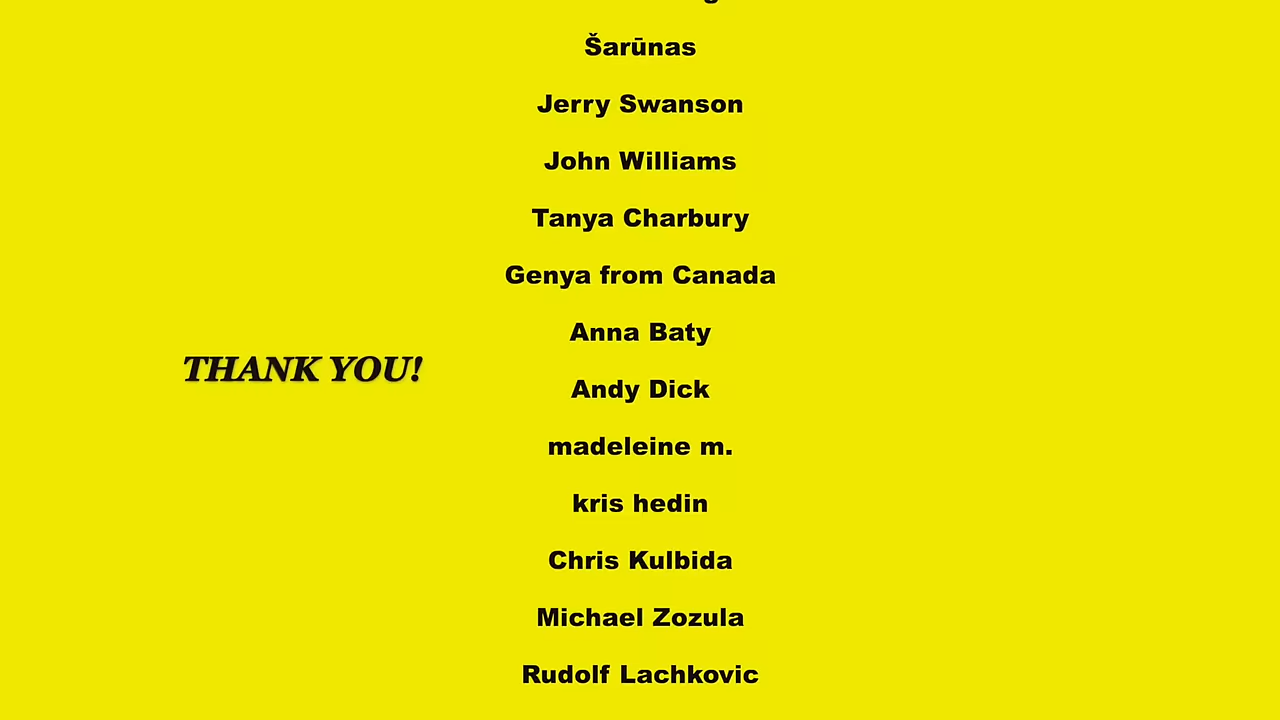 Šarūnas
Jerry Swanson
John Williams
Tanya Charbury
Genya from Canada
Anna Baty
THANK YOU!
Andy Dick
madeleine m.
kris hedin
Chris Kulbida
Michael Zozula
Rudolf Lachkovic